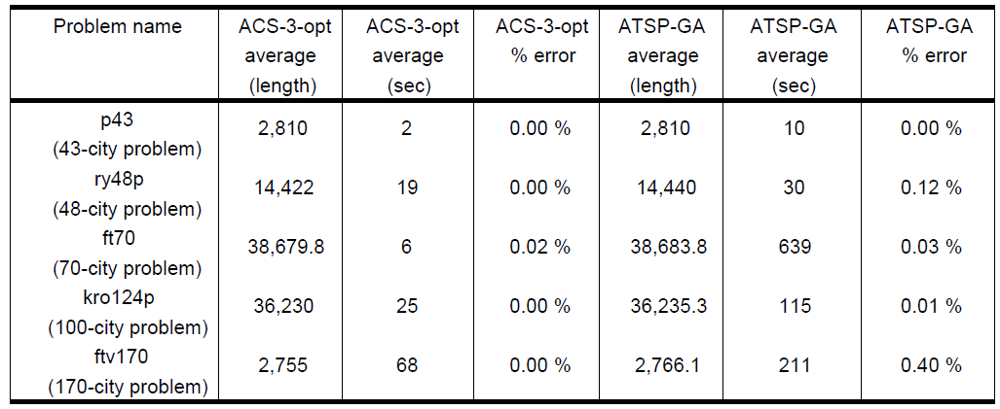 Problem name ACS-3-opt ACS-3-opt ACS-3-opt ATSP-GA ATSP-GA ATSP-GA
average average % error average average % error
(length) (sec) (length) (sec)
p43
2,810 2 0.00 % 2,810 10 0.00 %
(43-city problem)
ry48p
14,422 19 0.00 % 14,440 30 0.12 %
(48-city problem)
ft70
38,679.8 6 0.02 % 38,683.8 639 0.03 %
(70-city problem)
kro124p
36,230 25 0.00 % 36,235.3 115 0.01 %
(100-city problem)
ftv170
2,755 68 0.00 % 2,766.1 211 0.40 %
(170-city problem)